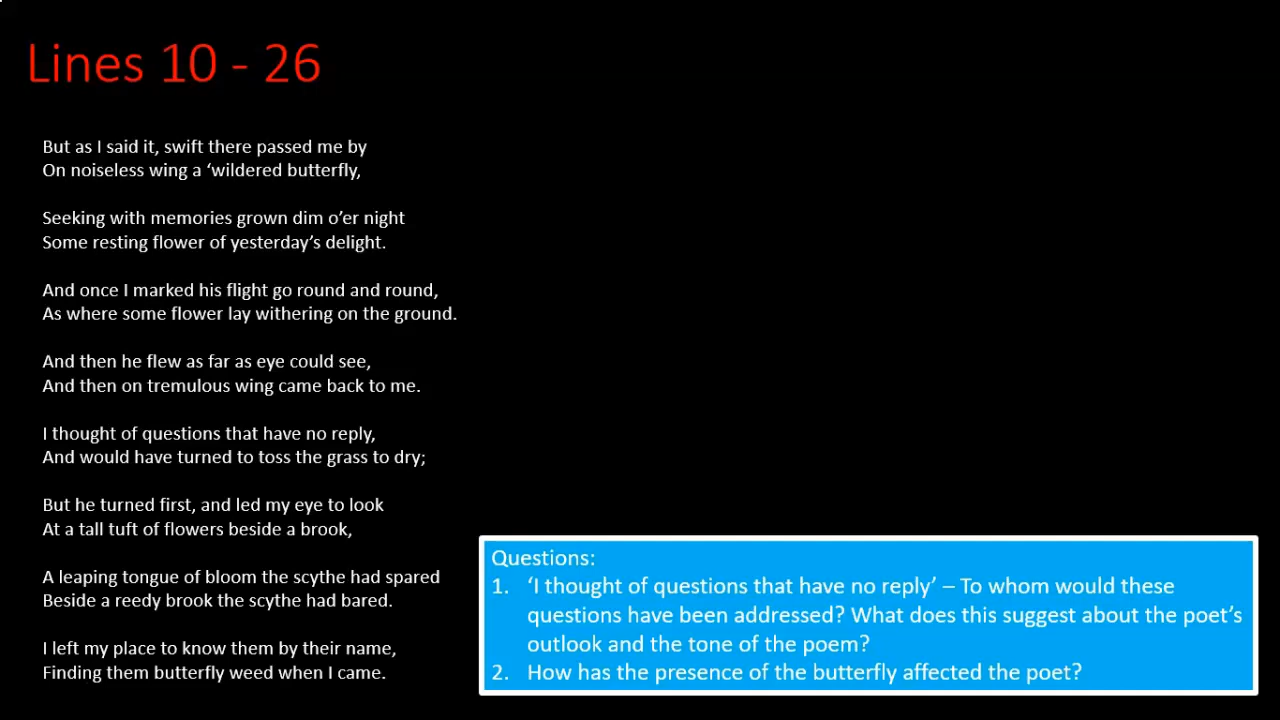 Lines 10 - 26
But as I said it, swift there passed me by
On noiseless wing a ‘wildered butterfly,
Seeking with memories grown dim o’er night
Some resting flower of yesterday’s delight.
And once I marked his flight go round and round,
As where some flower lay withering on the ground.
And then he flew as far as eye could see,
And then on tremulous wing came back to me.
I thought of questions that have no reply,
And would have turned to toss the grass to dry;
But he turned first, and led my eye to look
At a tall tuft of flowers beside a brook,
A leaping tongue of bloom the scythe had spared
Beside a reedy brook the scythe had bared.
I left my place to know them by their name,
Finding them butterfly weed when I came.
Questions:
1. ‘I thought of questions that have no reply’ – To whom would these
questions have been addressed? What does this suggest about the poet’s
outlook and the tone of the poem?
2. How has the presence of the butterfly affected the poet?